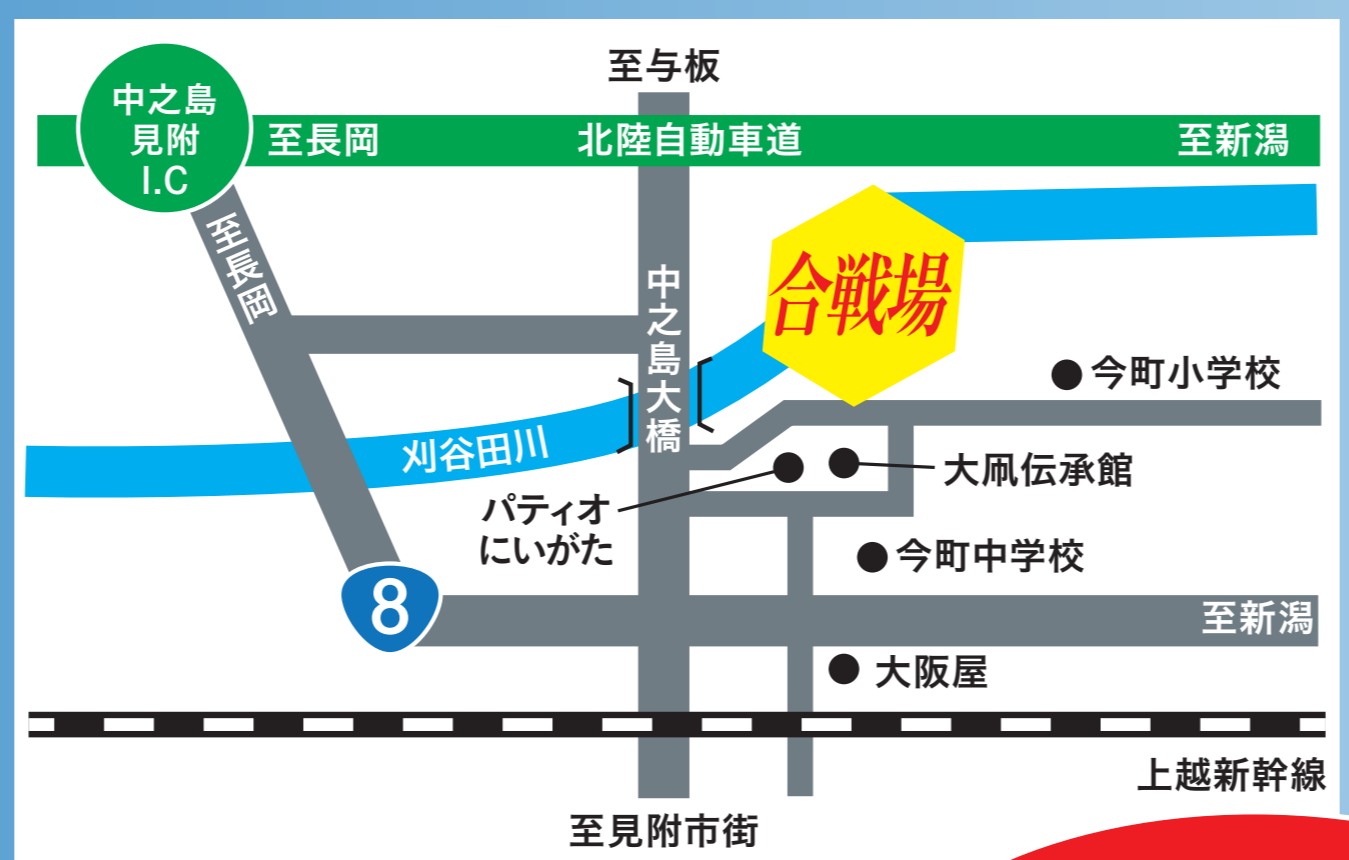 至与板
中之島
見附
I.C
至長岡
北陸自動車道
至新潟
至長岡
中之島大橋
合戦場
今町小学校
刈谷田川
大凧伝承館
パティオ
にいがた
今町中学校
8
至新潟
大阪屋
上越新幹線
至見附市街